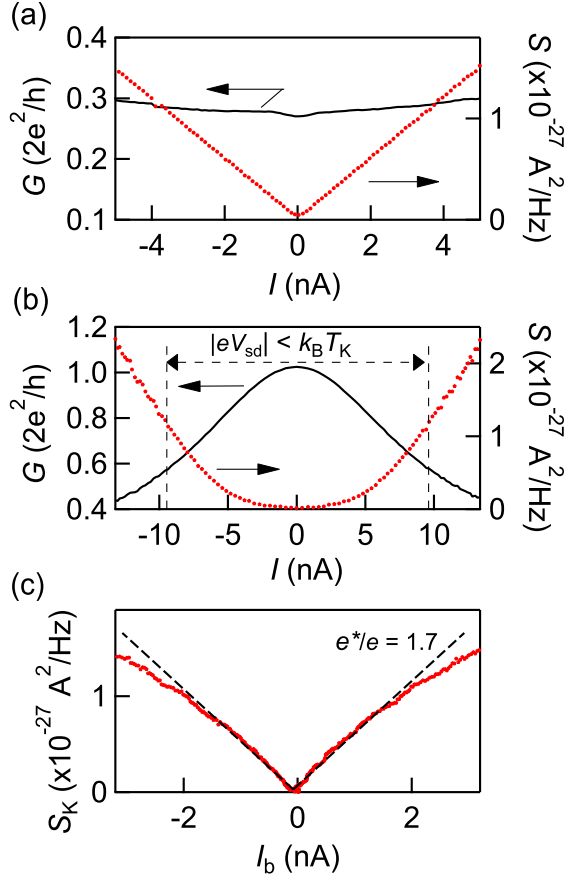 (a)
0.4
0.3
0.2
0.1
G (2e²/h)
1
0
S (x10⁻²⁷ A²/Hz)
-4 -2 0 2 4
I (nA)
(b)
1.2
1.0
0.8
0.6
0.4
G (2e²/h)
|eVsd| < kBTK
2
1
0
S (x10⁻²⁷ A²/Hz)
-10 -5 0 5 10
I (nA)
(c)
1
0
SK (x10⁻²⁷ A²/Hz)
e*/e = 1.7
-2 0 2
Ib (nA)